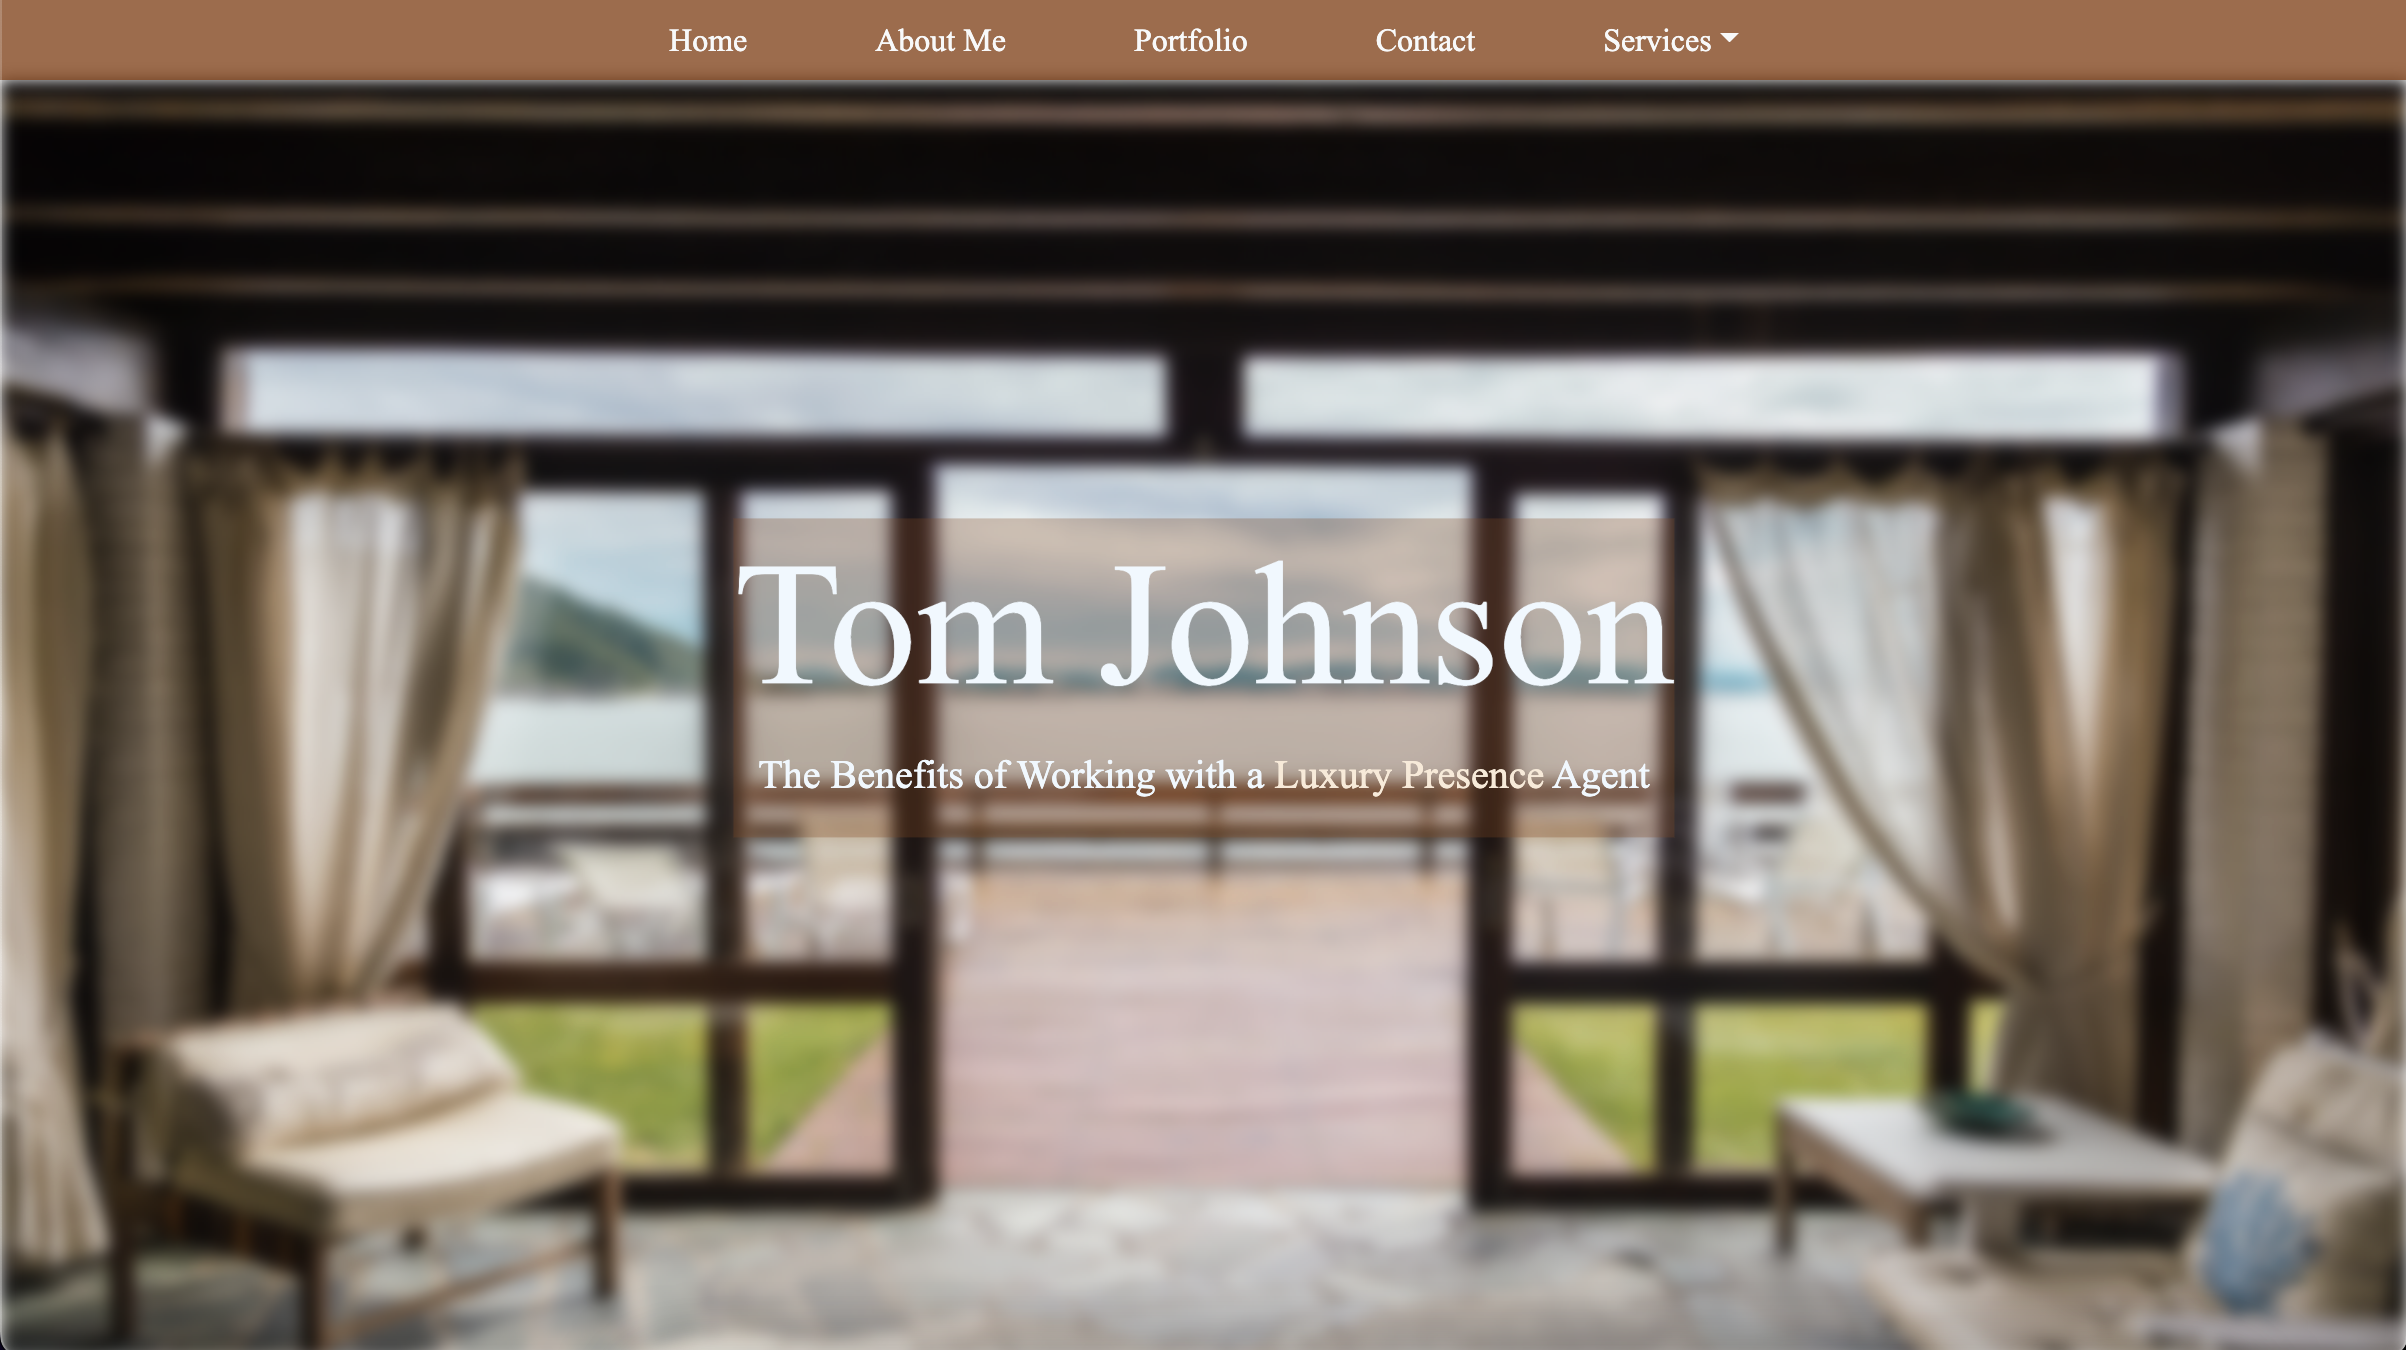 Home About Me Portfolio Contact Services
Tom Johnson
The Benefits of Working with a Luxury Presence Agent